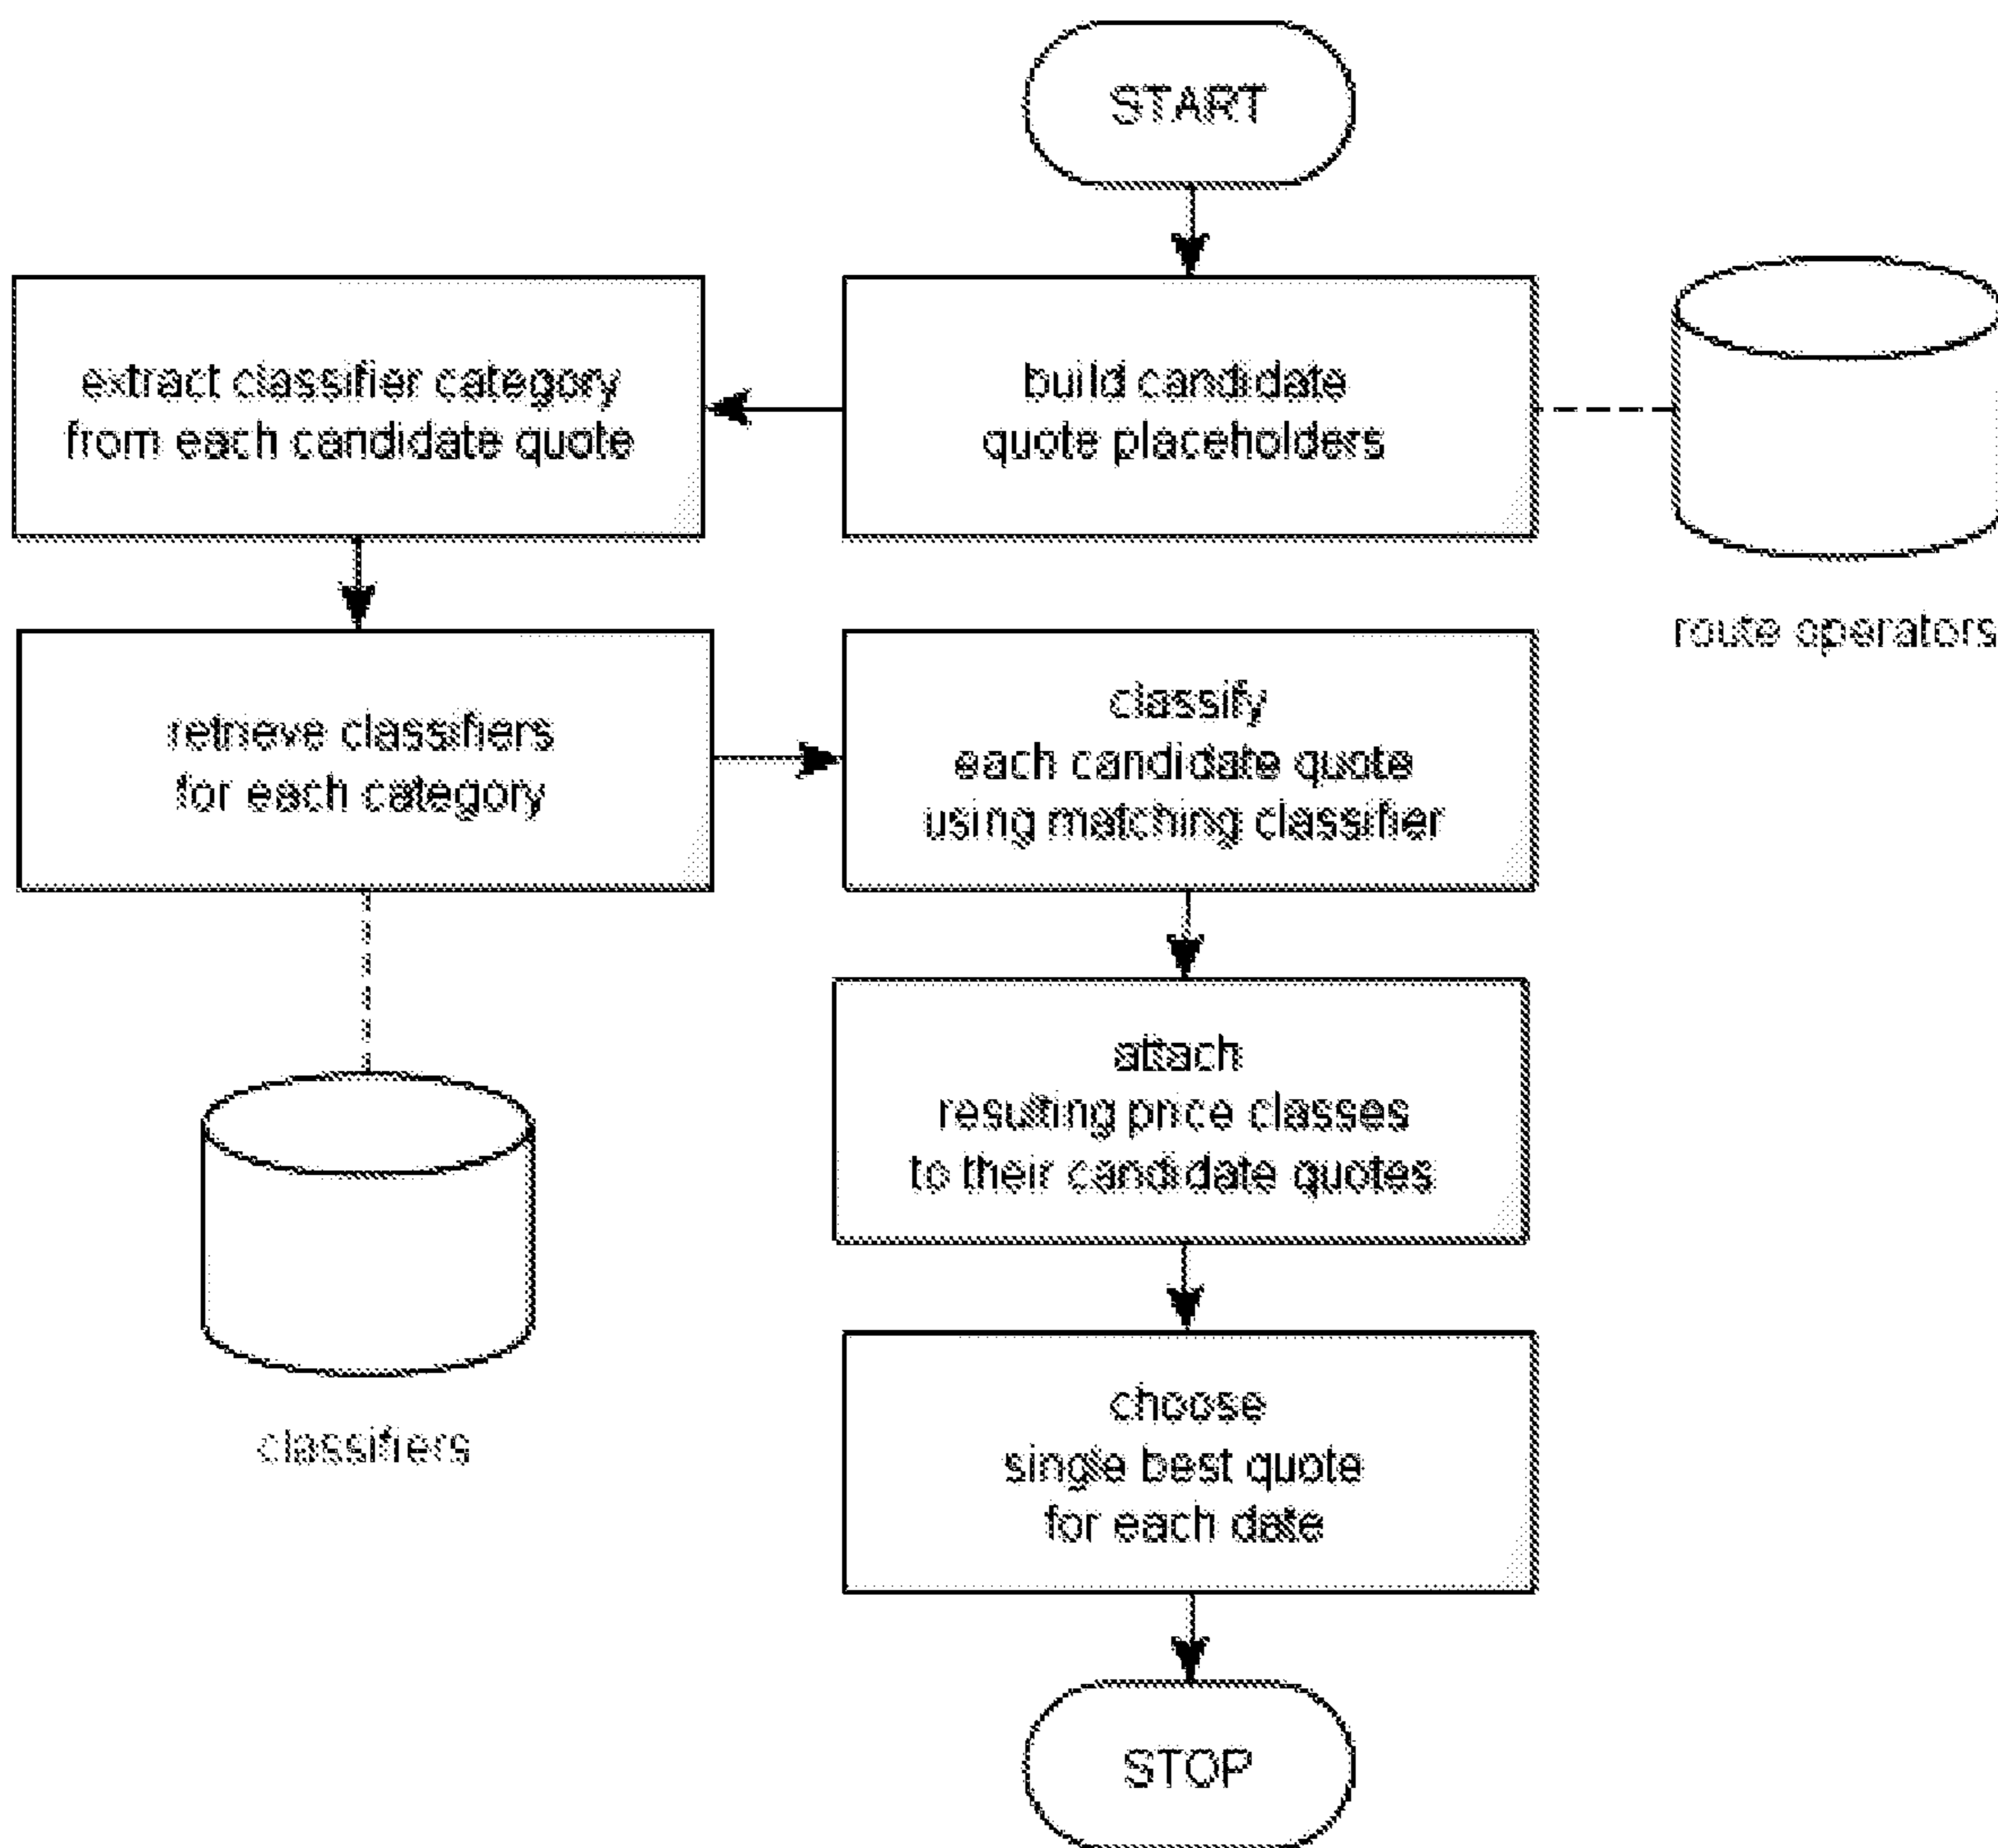 START
build candidate
quote placeholders
route operators
extract classifier category
from each candidate quote
retrieve classifiers
for each category
classifiers
classify
each candidate quote
using matching classifier
attach
resulting price classes
to their candidate quotes
choose
single best quote
for each date
STOP